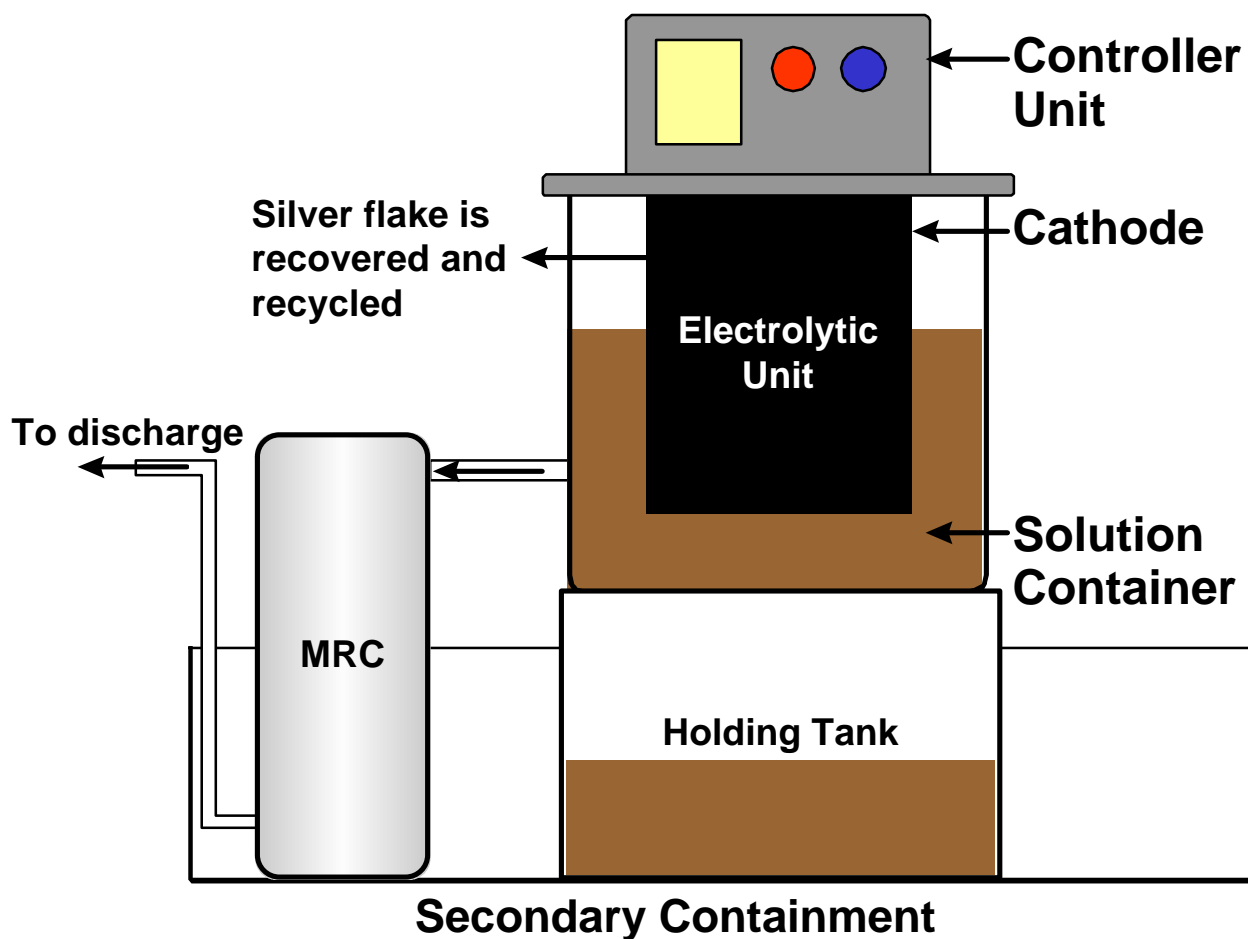 Controller
Unit
Silver flake is
recovered and
recycled
Cathode
Electrolytic
Unit
To discharge
Solution
Container
MRC
Holding Tank
Secondary Containment